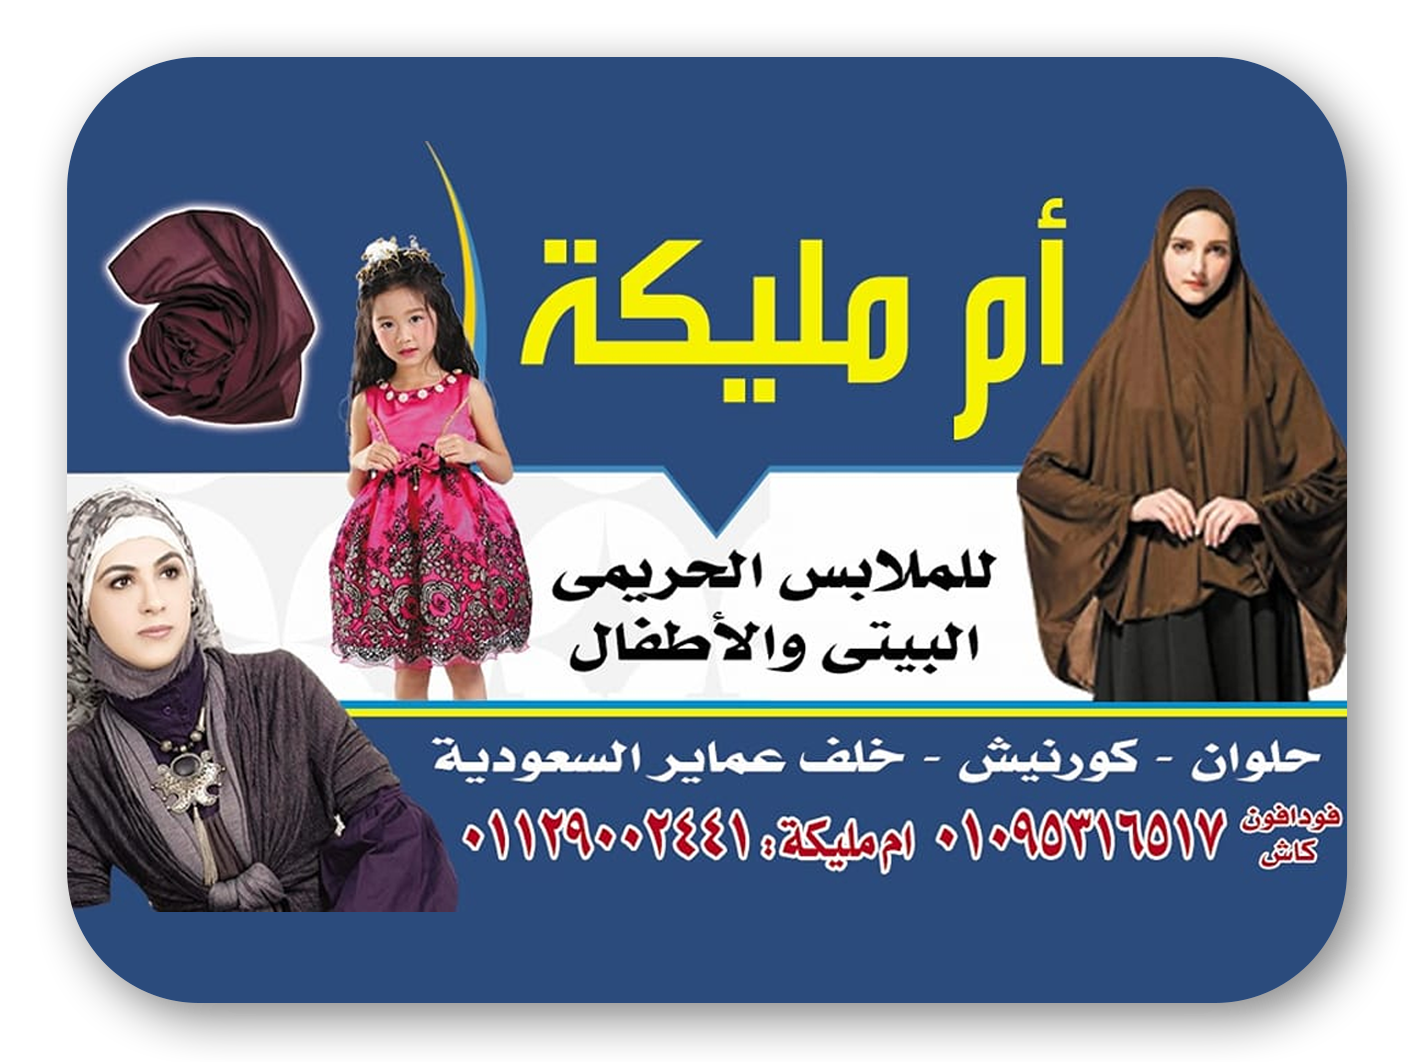 أم مليكة
للملابس الحريمى
البيتى والأطفال
حلوان - كورنيش - خلف عماير السعودية
فودافون كاش ٠١٠٩٥٣١٦٥١٧ ام مليكة : ٠١١٢٩٠٠٢٤٤١